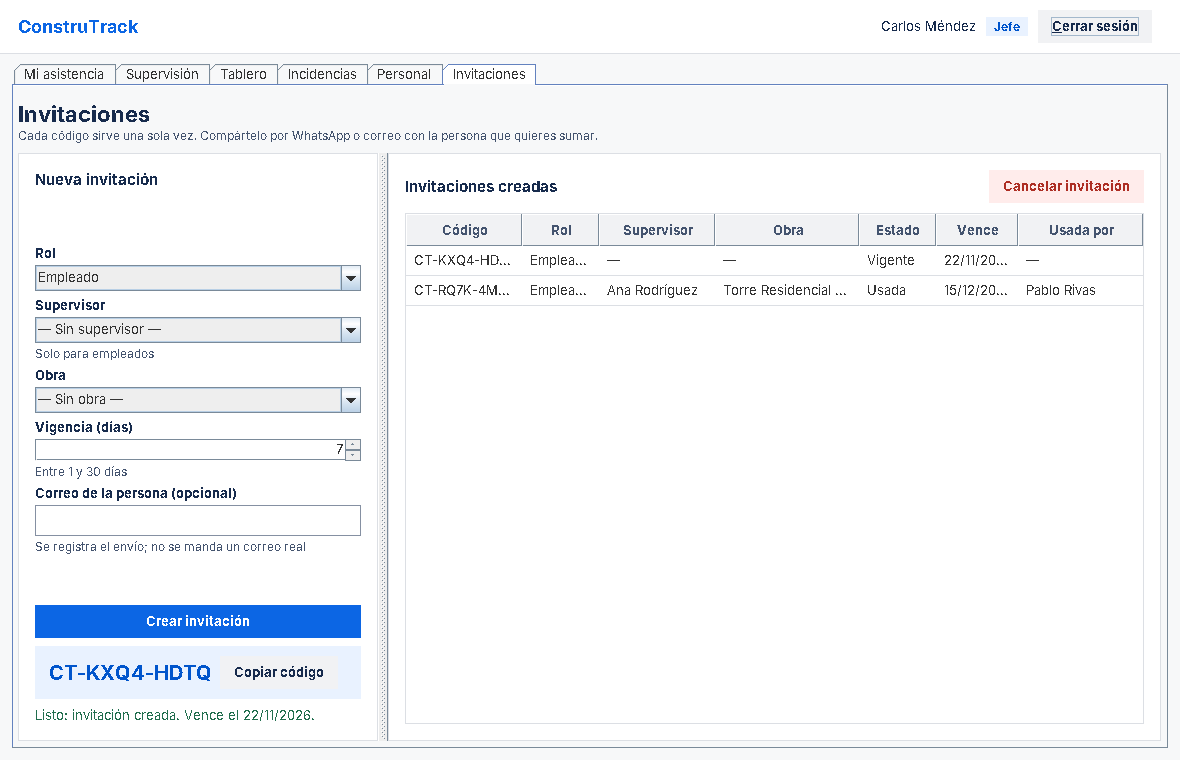 ConstruTrack
Carlos Méndez Jefe Cerrar sesión
Mi asistencia Supervisión Tablero Incidencias Personal Invitaciones
Invitaciones
Cada código sirve una sola vez. Compártelo por WhatsApp o correo con la persona que quieres sumar.
Nueva invitación
Rol
Empleado
Supervisor
— Sin supervisor —
Solo para empleados
Obra
— Sin obra —
Vigencia (días)
7
Entre 1 y 30 días
Correo de la persona (opcional)
Se registra el envío; no se manda un correo real
Crear invitación
CT-KXQ4-HDTQ Copiar código
Listo: invitación creada. Vence el 22/11/2026.
Invitaciones creadas Cancelar invitación
Código Rol Supervisor Obra Estado Vence Usada por
CT-KXQ4-HD... Emplea... — — Vigente 22/11/20... —
CT-RQ7K-4M... Emplea... Ana Rodríguez Torre Residencial ... Usada 15/12/20... Pablo Rivas